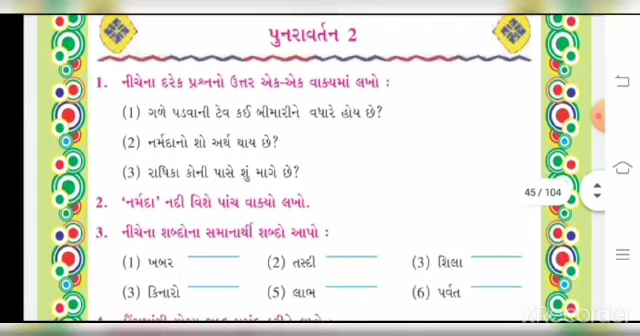 પુનરાવર્તન 2
1. નીચેના દરેક પ્રશ્નનો ઉત્તર એક-એક વાક્યમાં લખો :
(1) ગળે પડવાની ટેવ કઈ બીમારીને વધારે હોય છે?
(2) નર્મદાનો શો અર્થ થાય છે?
(3) રાધિકા કોની પાસે શું માગે છે?
2. ‘નર્મદા’ નદી વિશે પાંચ વાક્યો લખો.
45 / 104
3. નીચેના શબ્દોના સમાનાર્થી શબ્દો આપો :
(1) ખબર (2) તસ્દી (3) શિલા
(3) કિનારો (5) લાભ (6) પર્વત
XRecorder